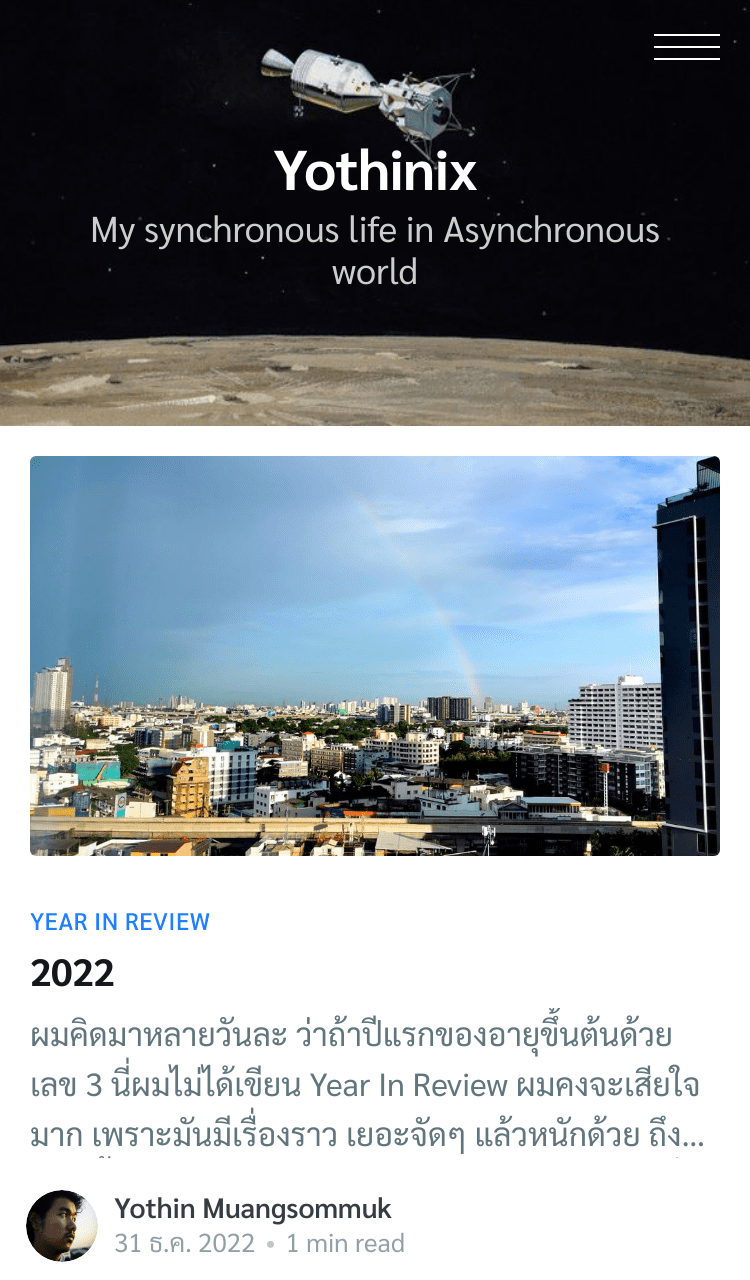 Yothinix
My synchronous life in Asynchronous
world
YEAR IN REVIEW
2022
ผมคิดมาหลายวันละ ว่าถ้าปีแรกของอายุขึ้นต้นด้วย
เลข 3 นี่ผมไม่ได้เขียน Year In Review ผมคงจะเสียใจ
มาก เพราะมันมีเรื่องราว เยอะจัดๆ แล้วหนักด้วย ถึง...
Yothin Muangsommuk
31 ธ.ค. 2022 • 1 min read